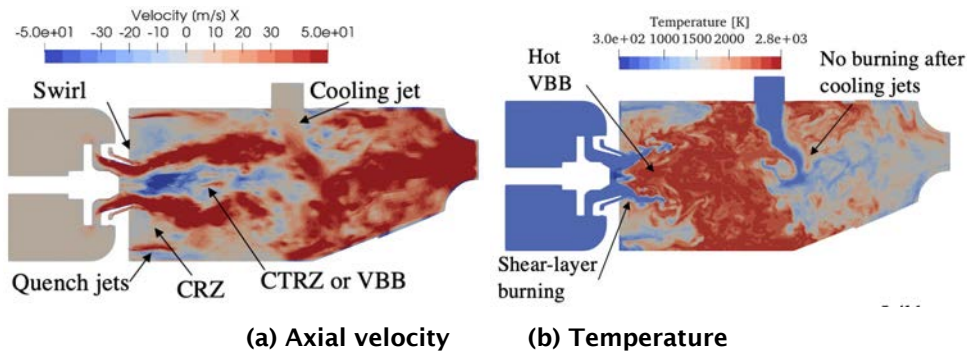 Velocity [m/s] X
-5.0e+01 -20 -10 0 10 20 30 5.0e+01
Swirl
Cooling jet
Quench jets
CRZ
CTRZ or VBB
Temperature [K]
3.0e+02 1000 1500 2000 2.8e+03
Hot
VBB
No burning after
cooling jets
Shear-layer
burning
(a) Axial velocity
(b) Temperature